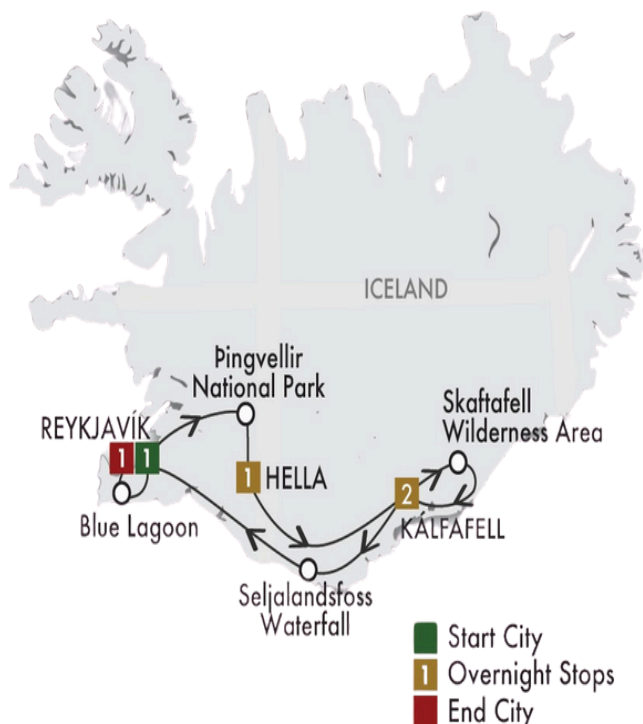 ICELAND
Þingvellir
National Park
Skaftafell
Wilderness Area
REYKJAVÍK
1 1
1 HELLA
2
Blue Lagoon
KÁLFAFELL
Seljalandsfoss
Waterfall
Start City
1 Overnight Stops
End City